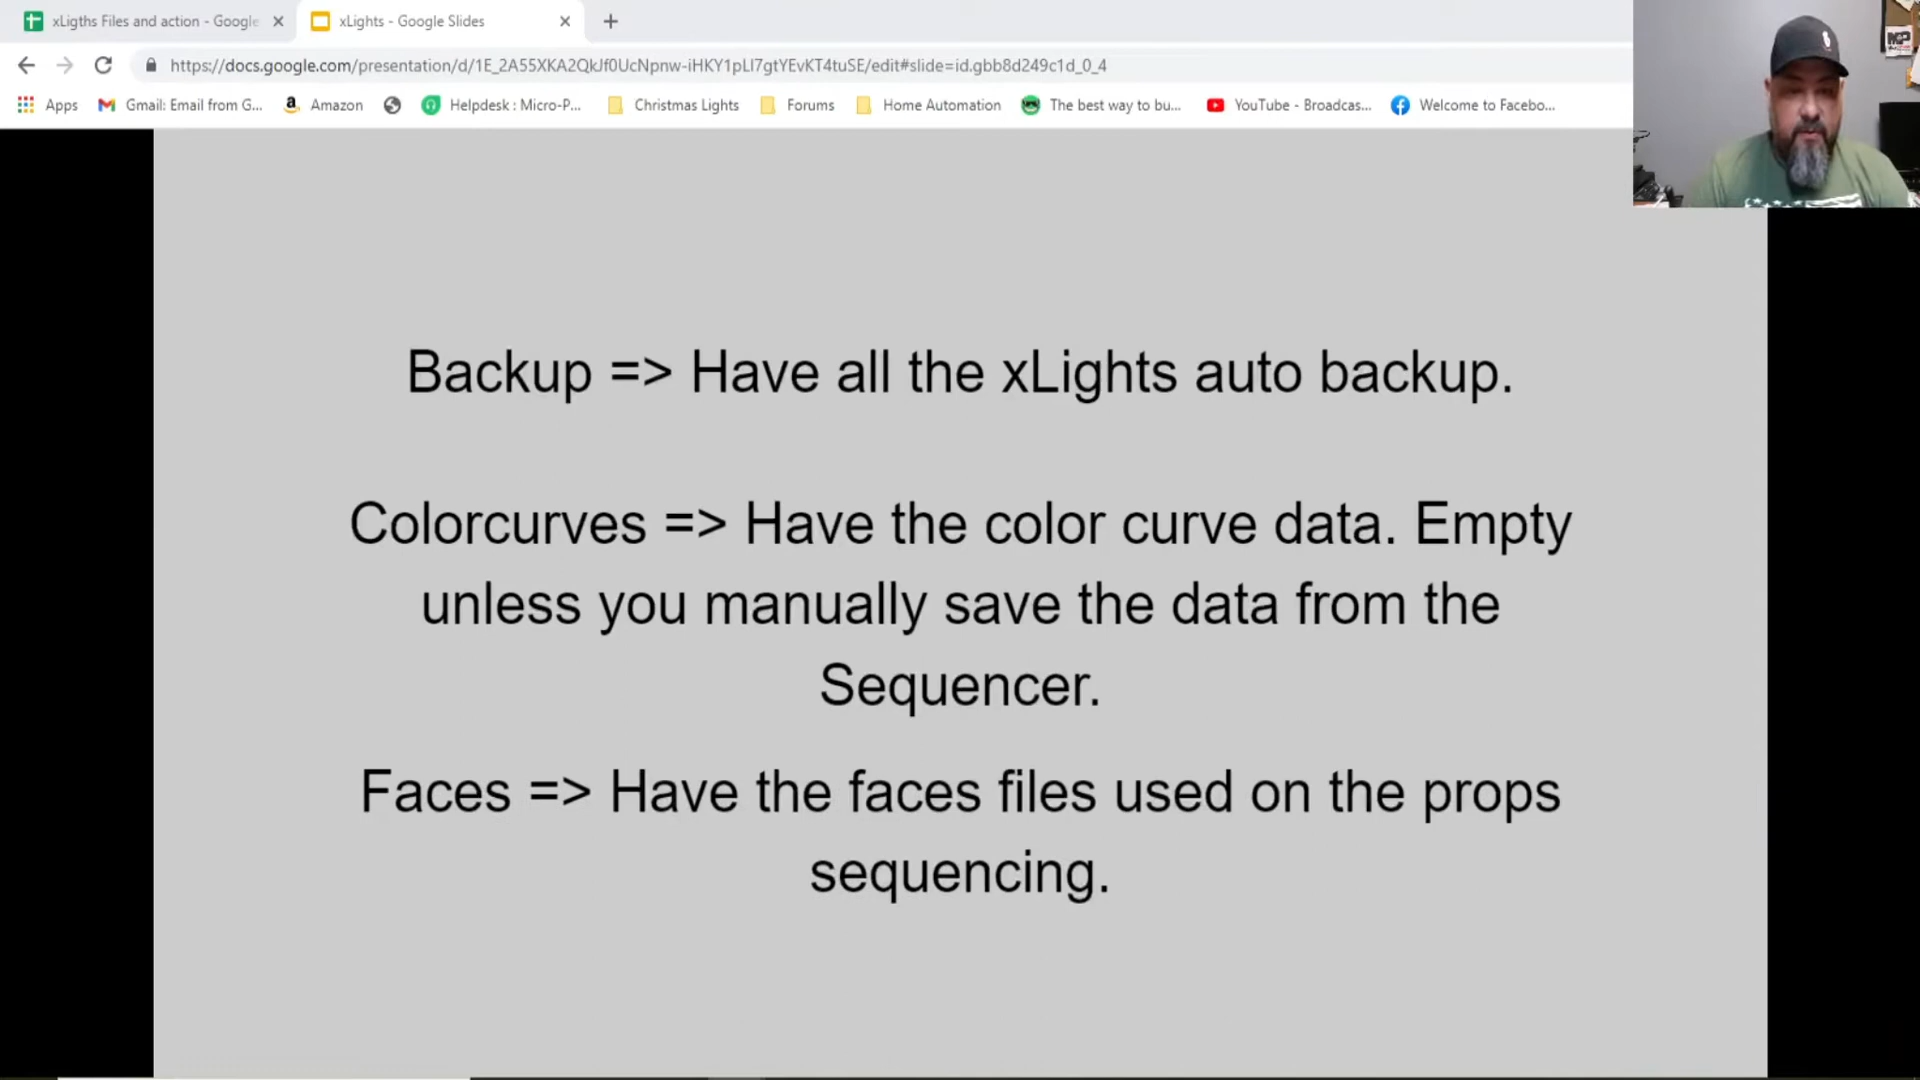 xLigths Files and action - Google
xLights - Google Slides
https://docs.google.com/presentation/d/1E_2A55XKA2QkJf0UcNpnw-iHKY1pLI7gtYEvKT4tuSE/edit#slide=id.gbb8d249c1d_0_4
Apps
Gmail: Email from G...
Amazon
Helpdesk : Micro-P...
Christmas Lights
Forums
Home Automation
The best way to bu...
YouTube - Broadcas...
Welcome to Facebo...
MP
Backup => Have all the xLights auto backup.
Colorcurves => Have the color curve data. Empty
unless you manually save the data from the
Sequencer.
Faces => Have the faces files used on the props
sequencing.